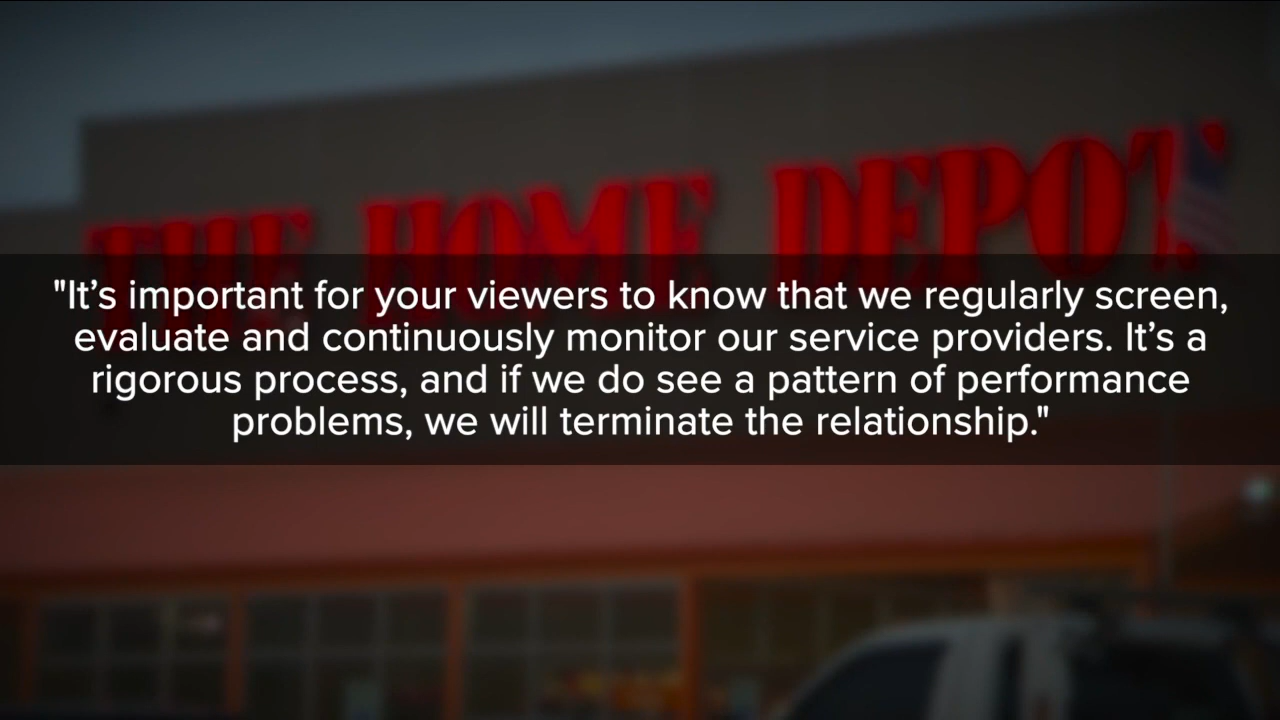 THE HOME DEPOT
"It’s important for your viewers to know that we regularly screen,
evaluate and continuously monitor our service providers. It’s a
rigorous process, and if we do see a pattern of performance
problems, we will terminate the relationship."